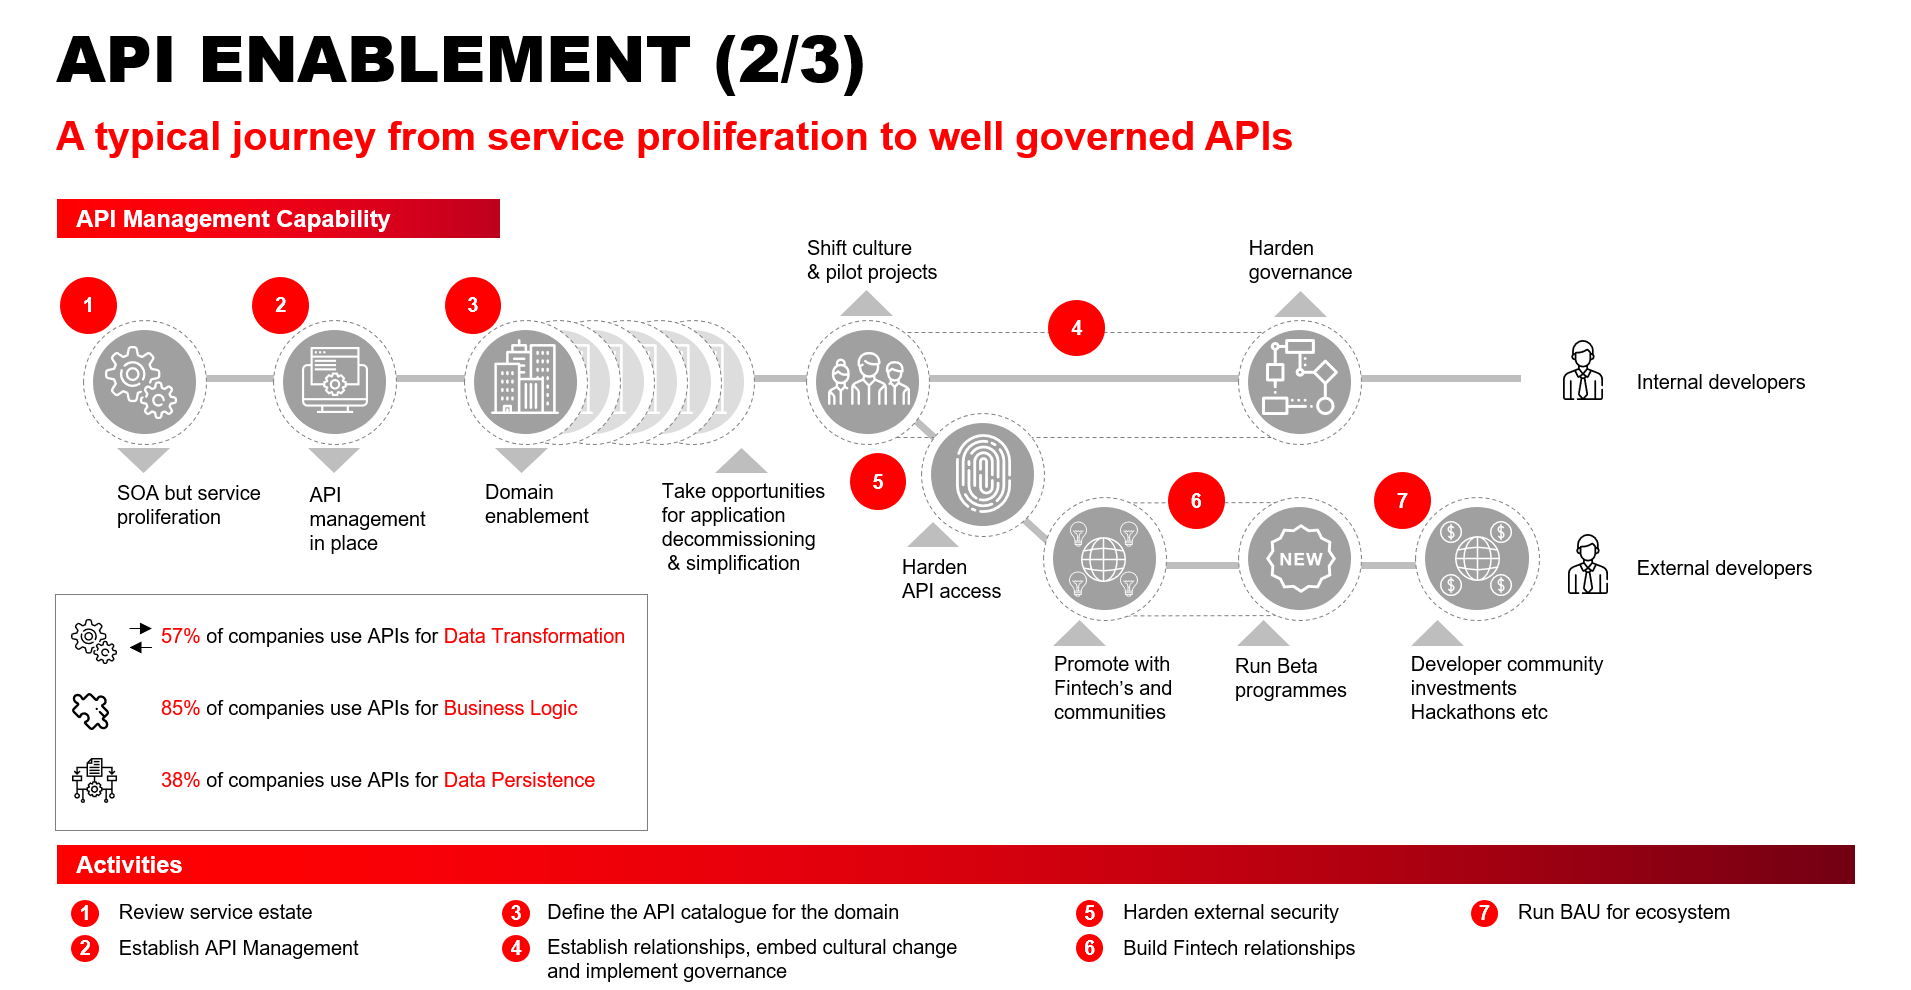 API ENABLEMENT (2/3)
A typical journey from service proliferation to well governed APIs
API Management Capability
Shift culture
& pilot projects
Harden
governance
1
2
3
4
Internal developers
SOA but service
proliferation
API
management
in place
Domain
enablement
Take opportunities
for application
decommissioning
& simplification
5
Harden
API access
6
7
NEW
$
$
$
$
External developers
Promote with
Fintech’s and
communities
Run Beta
programmes
Developer community
investments
Hackathons etc
57% of companies use APIs for Data Transformation
85% of companies use APIs for Business Logic
38% of companies use APIs for Data Persistence
Activities
1 Review service estate
2 Establish API Management
3 Define the API catalogue for the domain
4 Establish relationships, embed cultural change
and implement governance
5 Harden external security
6 Build Fintech relationships
7 Run BAU for ecosystem